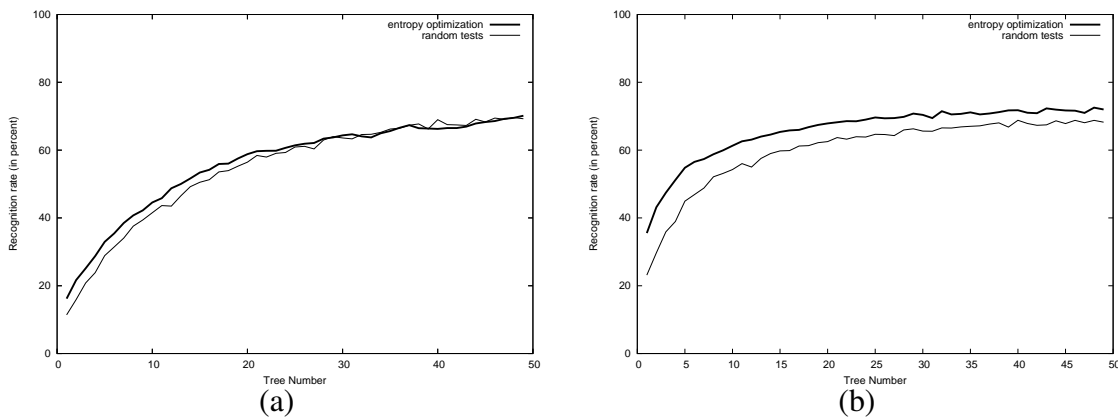 100
80
60
40
20
0
Recognition rate (in percent)
entropy optimization
random tests
0 10 20 30 40 50
Tree Number
(a)
100
80
60
40
20
0
Recognition rate (in percent)
entropy optimization
random tests
0 5 10 15 20 25 30 35 40 45 50
Tree Number
(b)